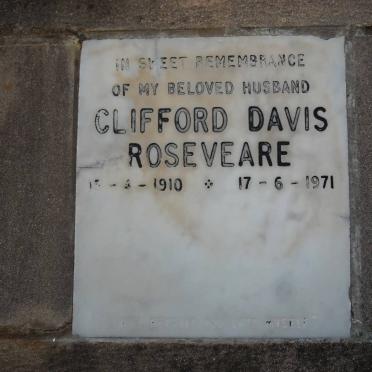 IN SWEET REMEMBRANCE
OF MY BELOVED HUSBAND
CLIFFORD DAVIS
ROSEVEARE
1910 ❖ 17-6-1971